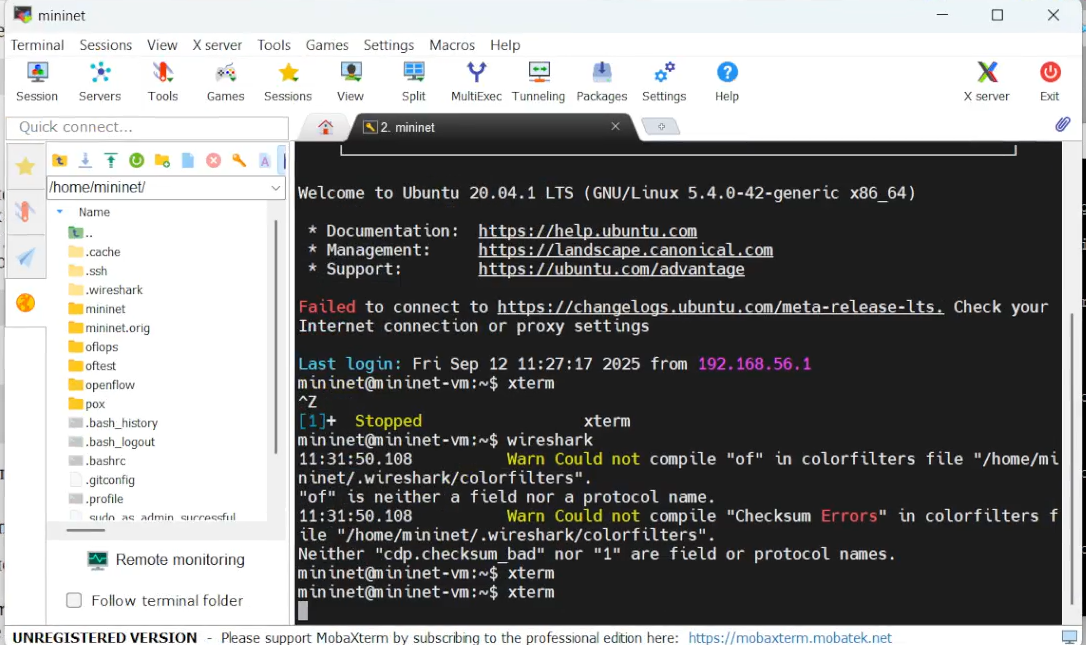 mininet
Terminal Sessions View X server Tools Games Settings Macros Help
Session Servers Tools Games Sessions View Split MultiExec Tunneling Packages Settings Help X server Exit
Quick connect...
2. mininet
/home/mininet/
Name
..
.cache
.ssh
.wireshark
mininet
mininet.orig
oflops
oftest
openflow
pox
.bash_history
.bash_logout
.bashrc
.gitconfig
.profile
.sudo_as_admin_successful
Remote monitoring
Follow terminal folder
Welcome to Ubuntu 20.04.1 LTS (GNU/Linux 5.4.0-42-generic x86_64)
* Documentation: https://help.ubuntu.com
* Management: https://landscape.canonical.com
* Support: https://ubuntu.com/advantage
Failed to connect to https://changelogs.ubuntu.com/meta-release-lts. Check your
Internet connection or proxy settings
Last login: Fri Sep 12 11:27:17 2025 from 192.168.56.1
mininet@mininet-vm:~$ xterm
^Z
[1]+ Stopped xterm
mininet@mininet-vm:~$ wireshark
11:31:50.108 Warn Could not compile "of" in colorfilters file "/home/mi
ninet/.wireshark/colorfilters".
"of" is neither a field nor a protocol name.
11:31:50.108 Warn Could not compile "Checksum Errors" in colorfilters f
ile "/home/mininet/.wireshark/colorfilters".
Neither "cdp.checksum_bad" nor "1" are field or protocol names.
mininet@mininet-vm:~$ xterm
mininet@mininet-vm:~$ xterm
UNREGISTERED VERSION - Please support MobaXterm by subscribing to the professional edition here: https://mobaxterm.mobatek.net